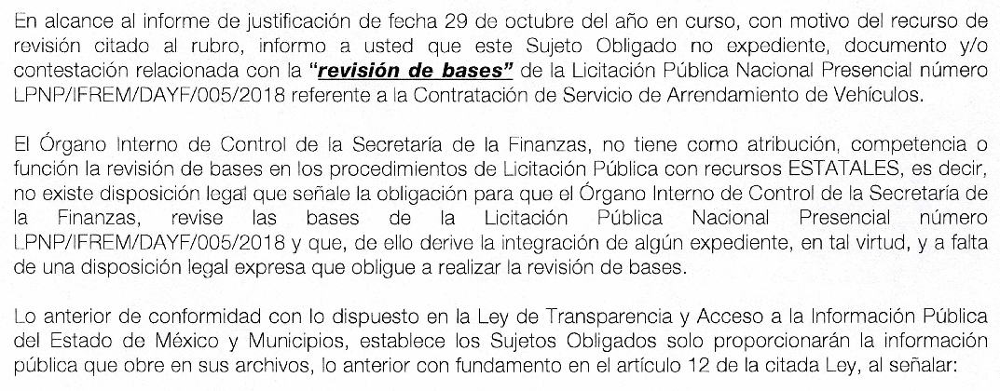 En alcance al informe de justificación de fecha 29 de octubre del año en curso, con motivo del recurso de
revisión citado al rubro, informo a usted que este Sujeto Obligado no expediente, documento y/o
contestación relacionada con la "revisión de bases" de la Licitación Pública Nacional Presencial número
LPNP/IFREM/DAYF/005/2018 referente a la Contratación de Servicio de Arrendamiento de Vehículos.
El Órgano Interno de Control de la Secretaría de la Finanzas, no tiene como atribución, competencia o
función la revisión de bases en los procedimientos de Licitación Pública con recursos ESTATALES, es decir,
no existe disposición legal que señale la obligación para que el Órgano Interno de Control de la Secretaría de
la Finanzas, revise las bases de la Licitación Pública Nacional Presencial número
LPNP/IFREM/DAYF/005/2018 y que, de ello derive la integración de algún expediente, en tal virtud, y a falta
de una disposición legal expresa que obligue a realizar la revisión de bases.
Lo anterior de conformidad con lo dispuesto en la Ley de Transparencia y Acceso a la Información Pública
del Estado de México y Municipios, establece los Sujetos Obligados solo proporcionarán la información
pública que obre en sus archivos, lo anterior con fundamento en el artículo 12 de la citada Ley, al señalar: